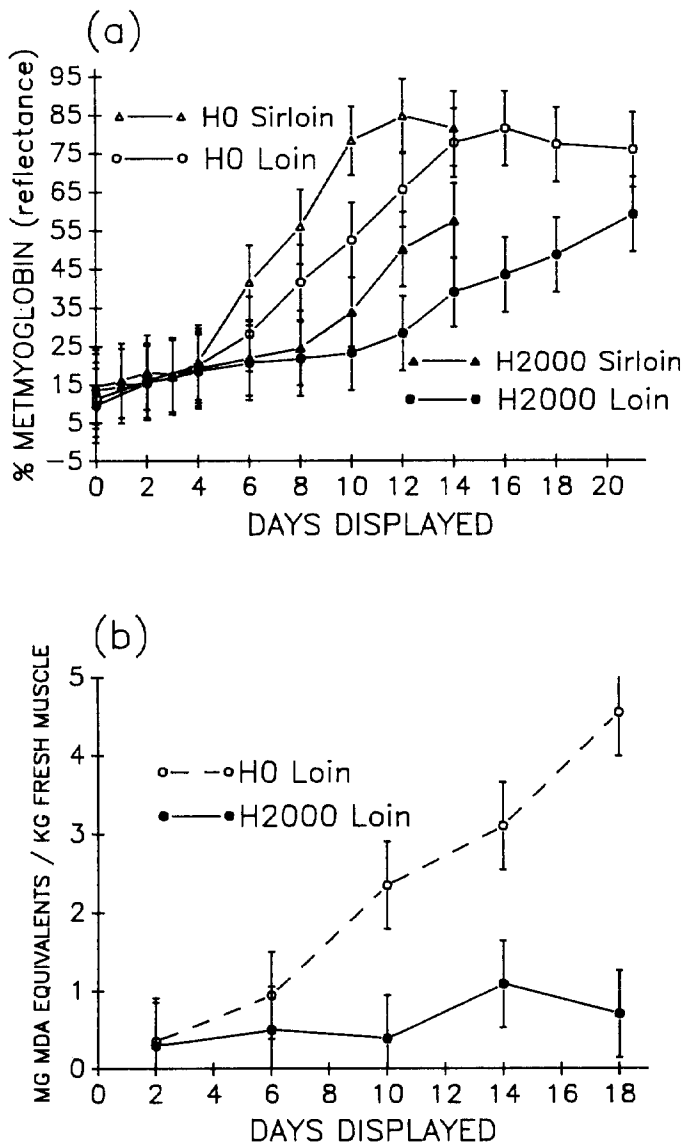 (a)
% METMYOGLOBIN (reflectance)
95
85
75
65
55
45
35
25
15
5
-5
H0 Sirloin
H0 Loin
H2000 Sirloin
H2000 Loin
0 2 4 6 8 10 12 14 16 18 20
DAYS DISPLAYED
(b)
MG MDA EQUIVALENTS / KG FRESH MUSCLE
5
4
3
2
1
0
H0 Loin
H2000 Loin
0 2 4 6 8 10 12 14 16 18
DAYS DISPLAYED